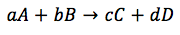 aA + bB → cC + dD